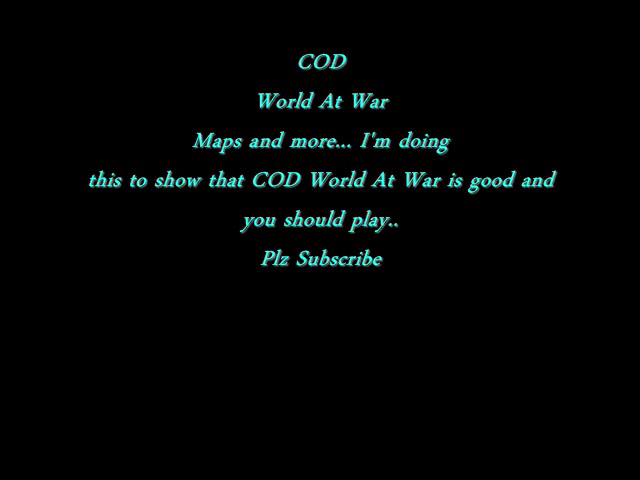 COD
World At War
Maps and more... I'm doing
this to show that COD World At War is good and
you should play..
Plz Subscribe